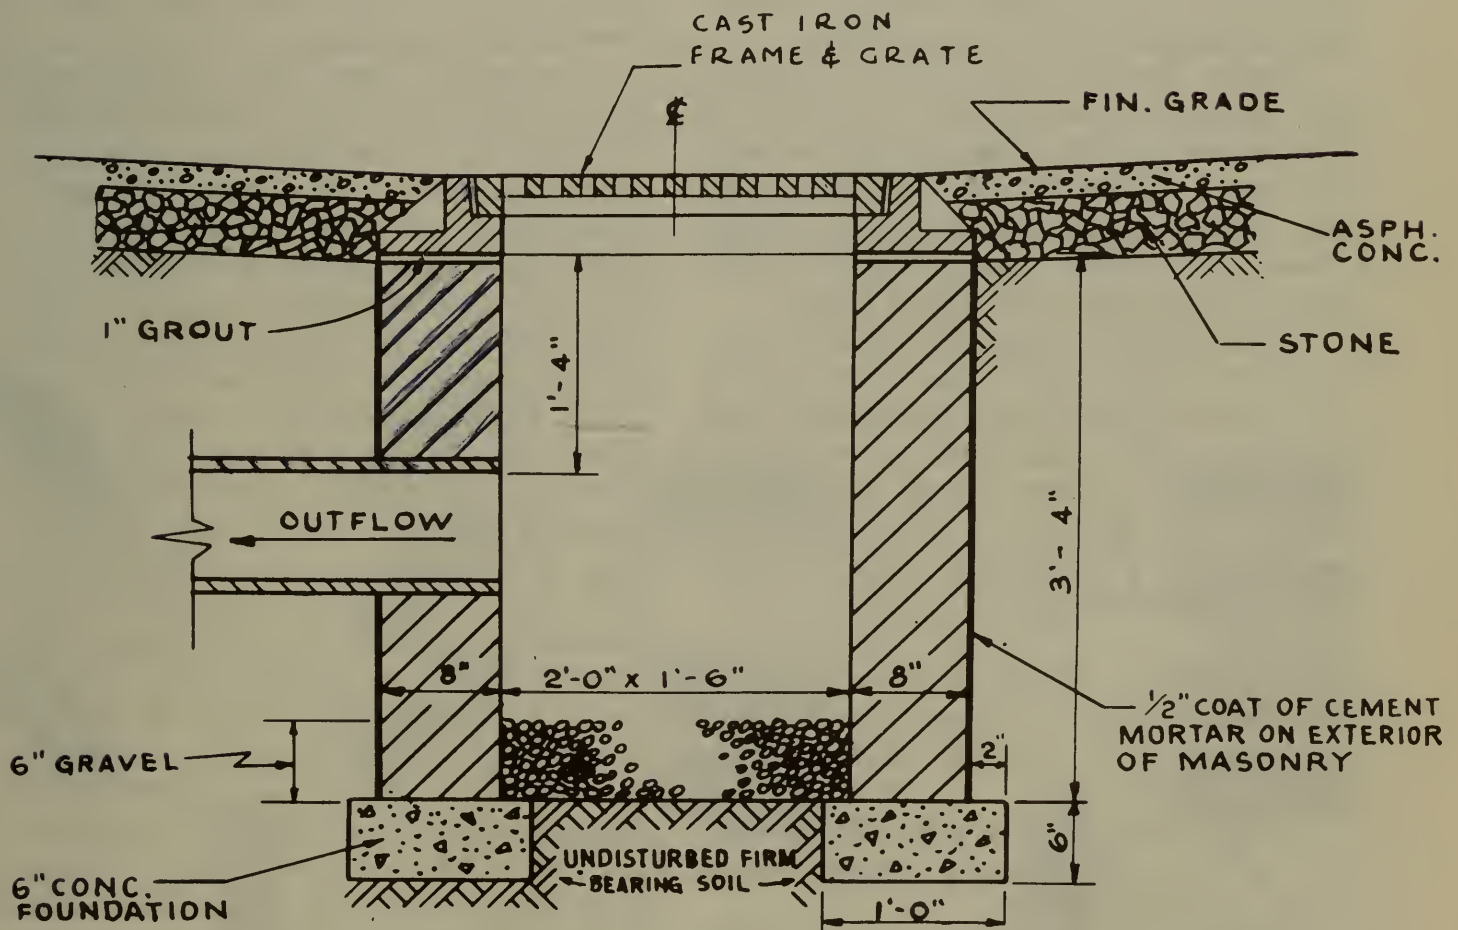 CAST IRON
FRAME & GRATE
℄
FIN. GRADE
ASPH.
CONC.
1" GROUT
STONE
1'-4"
OUTFLOW
3'-4"
8"
2'-0" x 1'-6"
8"
1/2" COAT OF CEMENT
MORTAR ON EXTERIOR
OF MASONRY
6" GRAVEL
2"
6"
UNDISTURBED FIRM
BEARING SOIL
6" CONC.
FOUNDATION
1'-0"